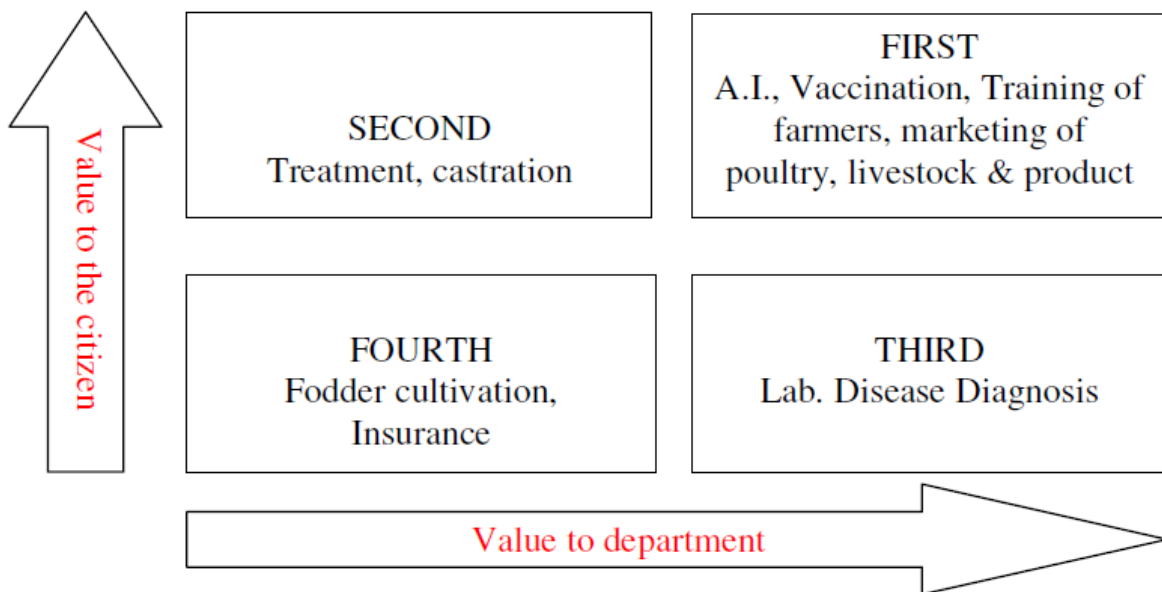 Value to the citizen
SECOND
Treatment, castration
FIRST
A.I., Vaccination, Training of
farmers, marketing of
poultry, livestock & product
FOURTH
Fodder cultivation,
Insurance
THIRD
Lab. Disease Diagnosis
Value to department